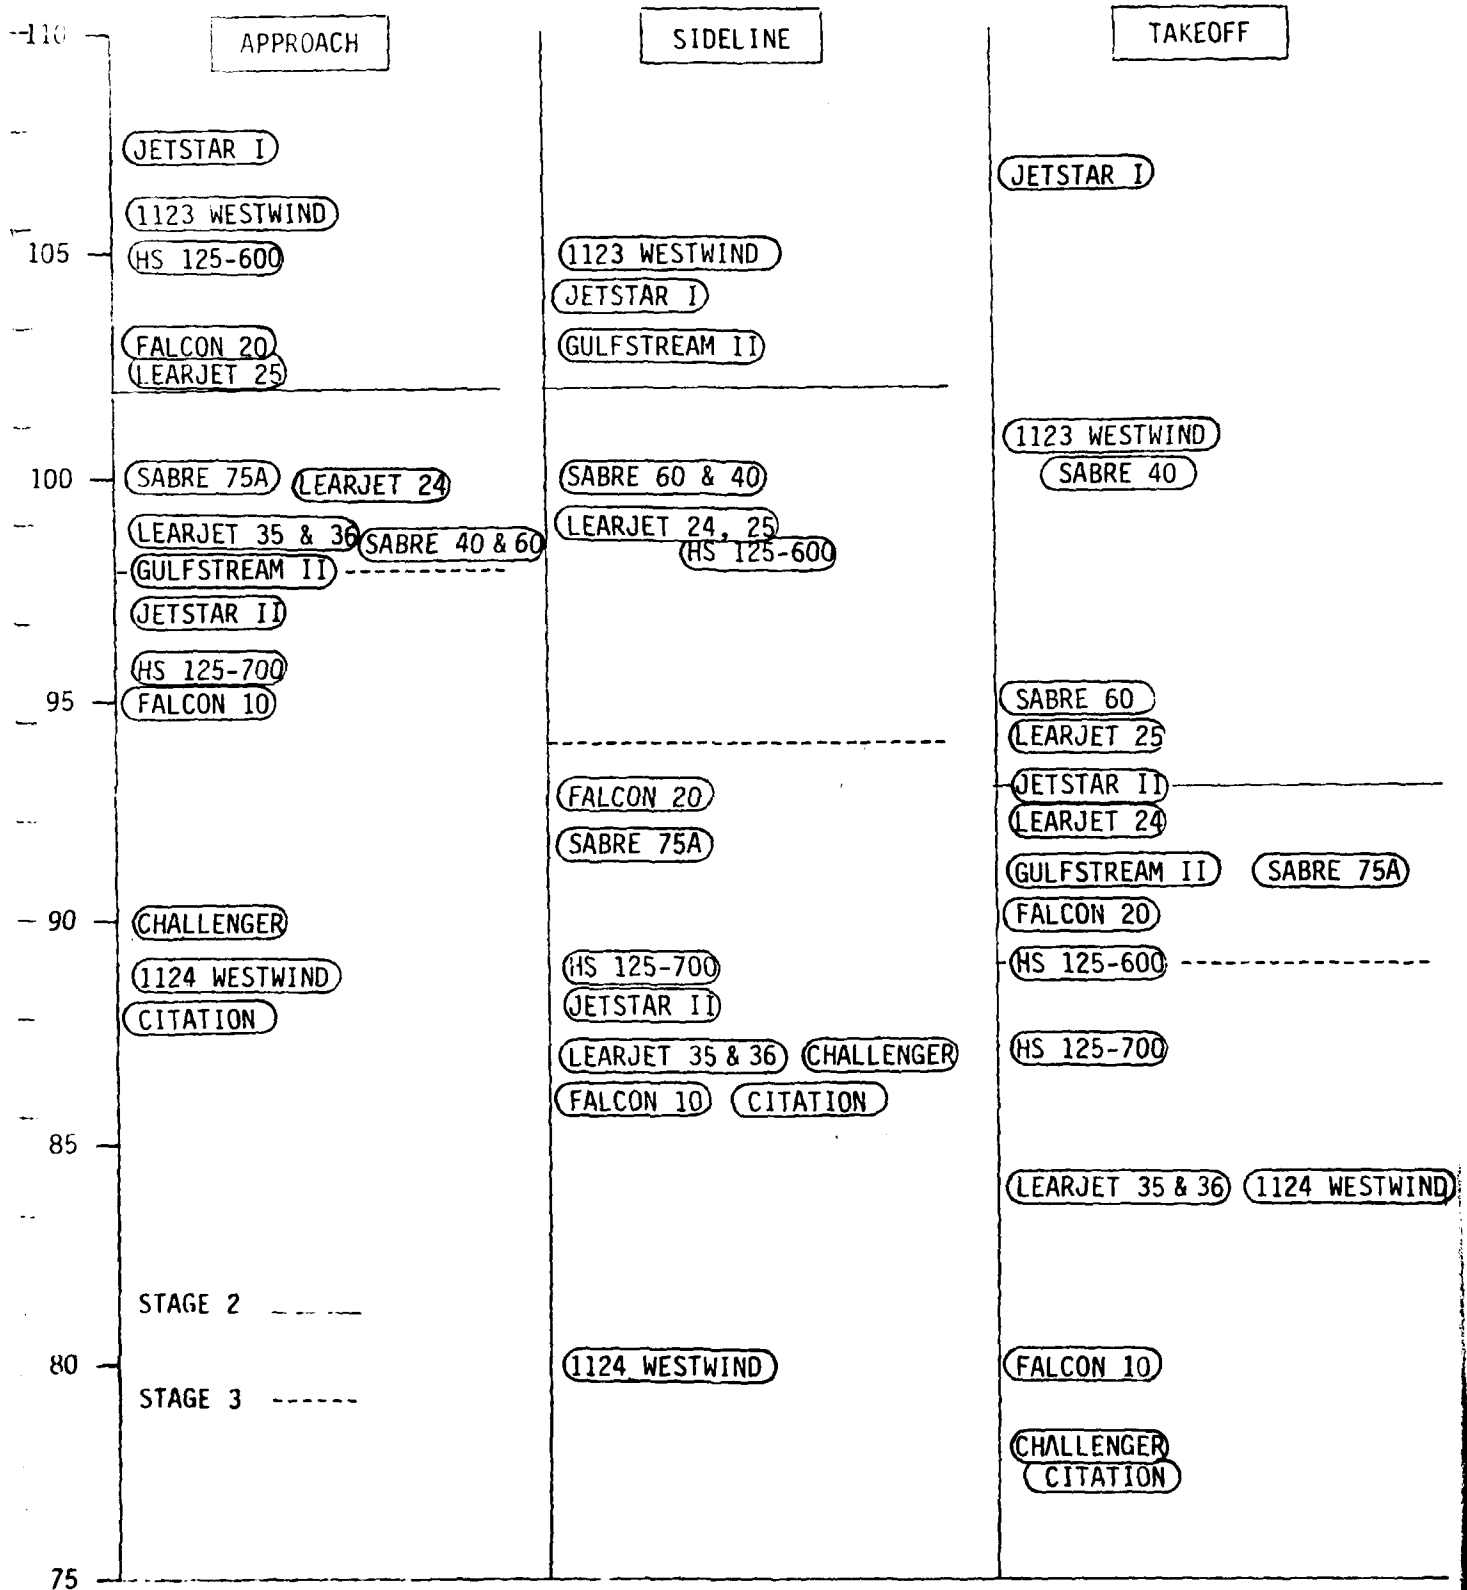 110
APPROACH
SIDELINE
TAKEOFF
JETSTAR I
JETSTAR I
1123 WESTWIND
105
HS 125-600
1123 WESTWIND
JETSTAR I
FALCON 20
GULFSTREAM II
LEARJET 25
1123 WESTWIND
100
SABRE 75A
LEARJET 24
SABRE 60 & 40
SABRE 40
LEARJET 35 & 36
SABRE 40 & 60
LEARJET 24, 25
HS 125-600
GULFSTREAM II
JETSTAR II
HS 125-700
95
FALCON 10
SABRE 60
LEARJET 25
FALCON 20
JETSTAR II
LEARJET 24
SABRE 75A
GULFSTREAM II
SABRE 75A
90
CHALLENGER
FALCON 20
1124 WESTWIND
HS 125-700
HS 125-600
CITATION
JETSTAR II
LEARJET 35 & 36
CHALLENGER
HS 125-700
FALCON 10
CITATION
85
LEARJET 35 & 36
1124 WESTWIND
STAGE 2
80
1124 WESTWIND
FALCON 10
STAGE 3
CHALLENGER
CITATION
75